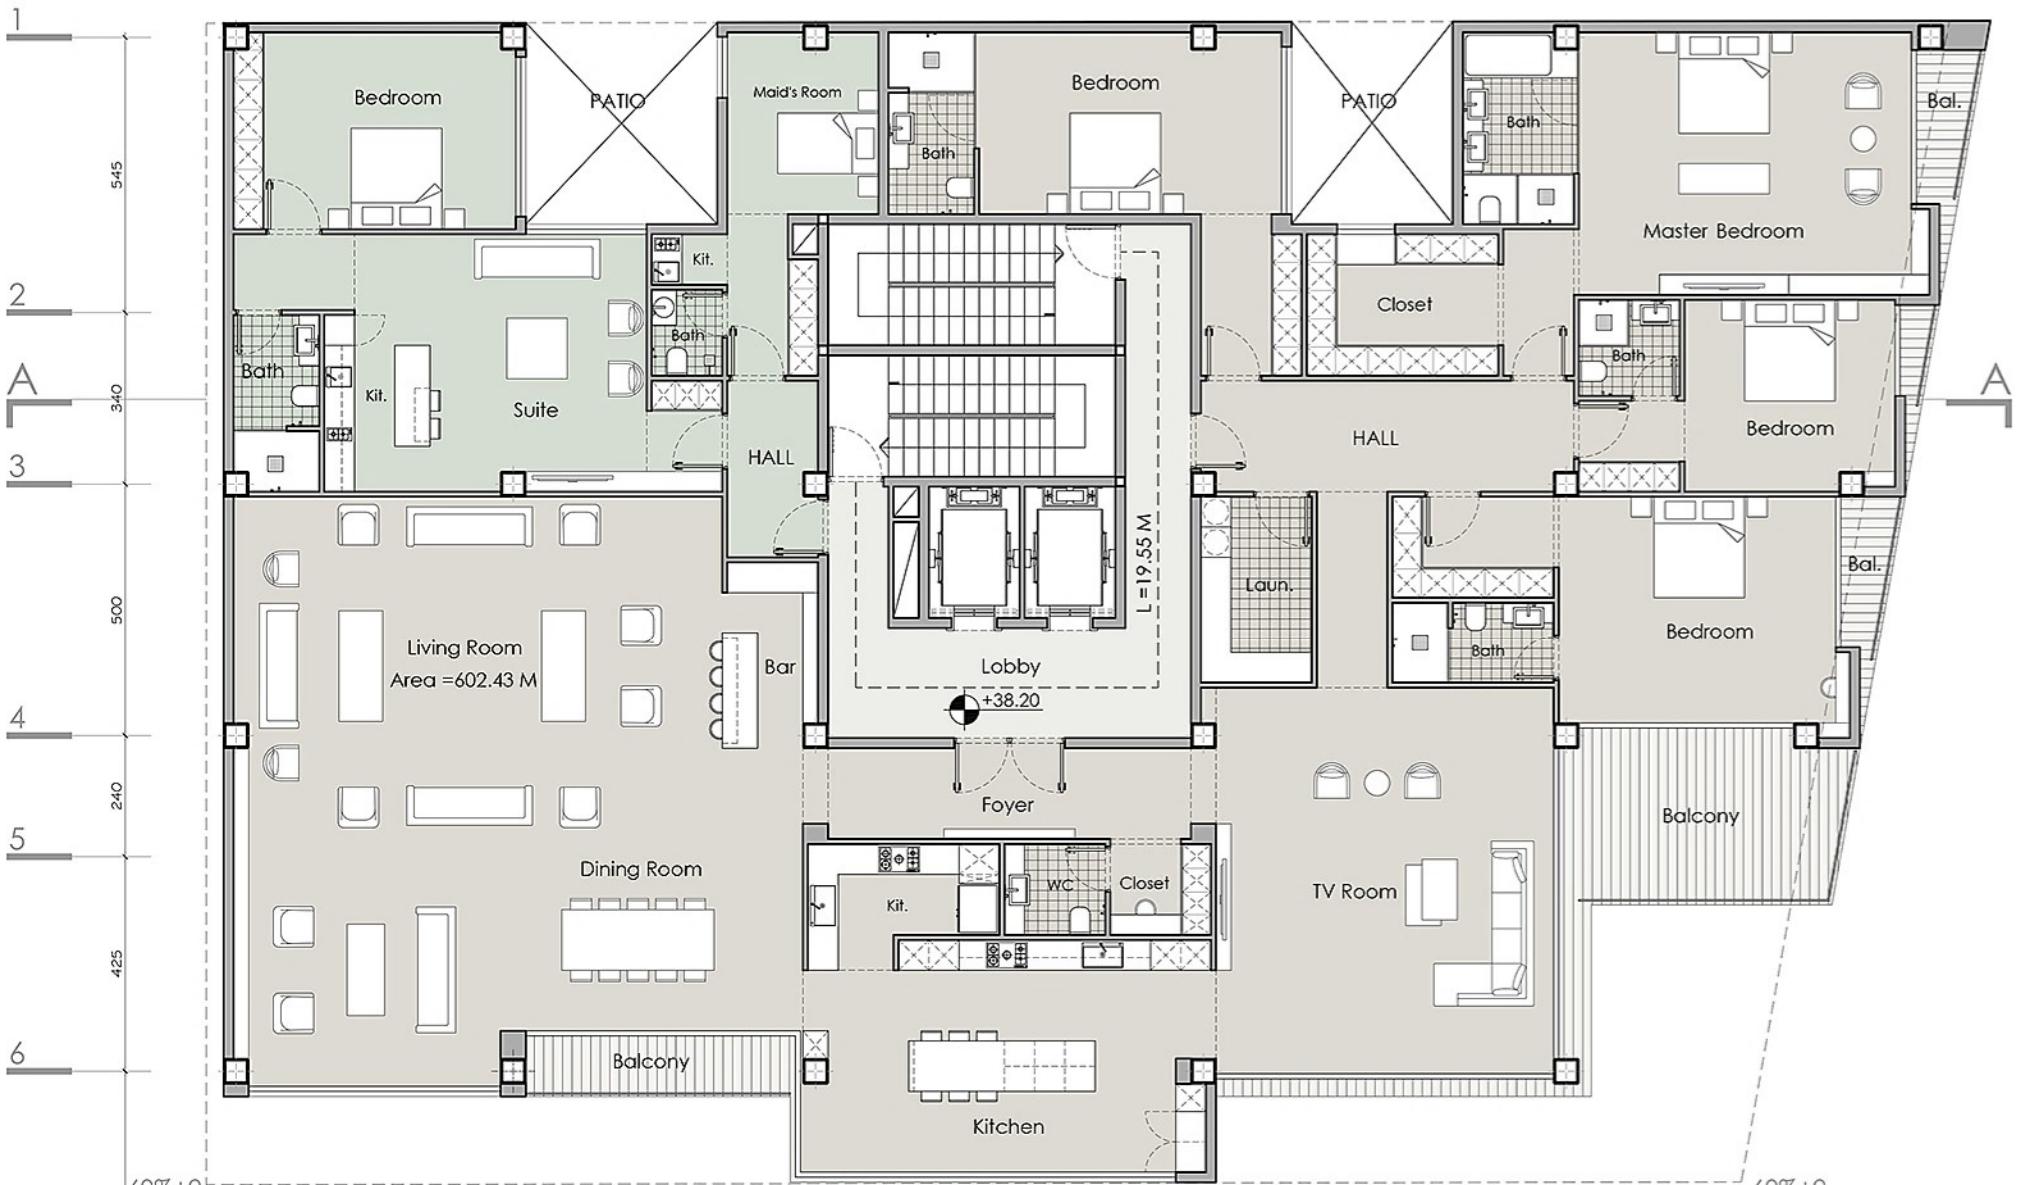 1
Bedroom
PATIO
Maid's Room
Bedroom
Bath
PATIO
Bath
Bal.
545
Master Bedroom
Kit.
2
Closet
Bath
Bath
Bath
Kit.
Suite
A
340
A
HALL
Bedroom
3
HALL
L=19.55 M
Laun.
Bal.
500
Living Room
Area =602.43 M
Bar
Lobby
+38.20
Bath
Bedroom
4
240
Foyer
Balcony
5
Dining Room
Kit.
WC
Closet
TV Room
425
6
Balcony
Kitchen